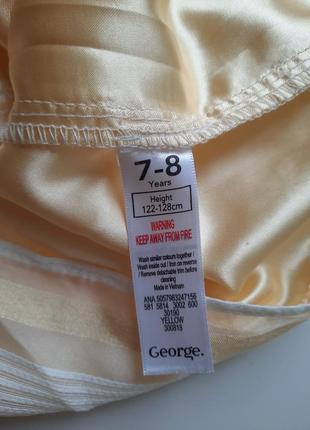 7-8
Years
Height
122-128cm
WARNING
KEEP AWAY FROM FIRE
Wash similar colours together /
Wash inside out / Iron on reverse
/ Remove detachable trim before
cleaning
Made in Vietnam
ANA 5057983247156
581 5814 3002 600
30190
YELLOW
300818
George.